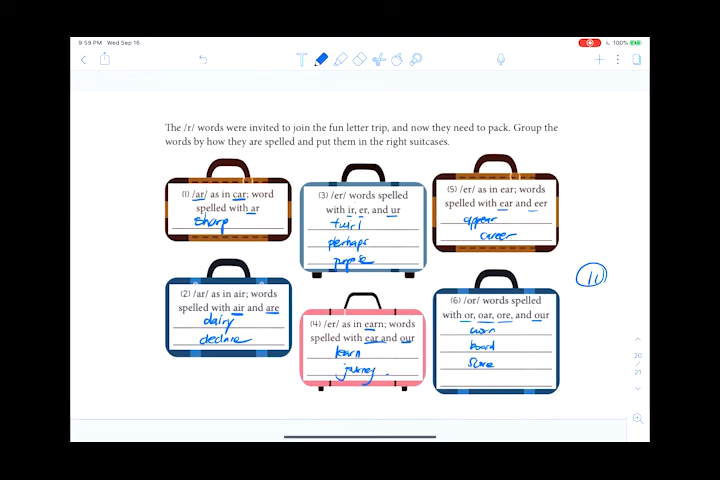 9:59 PM Wed Sep 16
100%
T
The /r/ words were invited to join the fun letter trip, and now they need to pack. Group the
words by how they are spelled and put them in the right suitcases.
(1) /ar/ as in car; word
spelled with ar
sharp
(2) /ar/ as in air; words
spelled with air and are
dairy
declare
(3) /er/ words spelled
with ir, er, and ur
twirl
perhaps
purple
(4) /er/ as in earn; words
spelled with ear and our
learn
journey
(5) /er/ as in ear; words
spelled with ear and eer
appear
career
(6) /or/ words spelled
with or, oar, ore, and our
worn
board
20
21